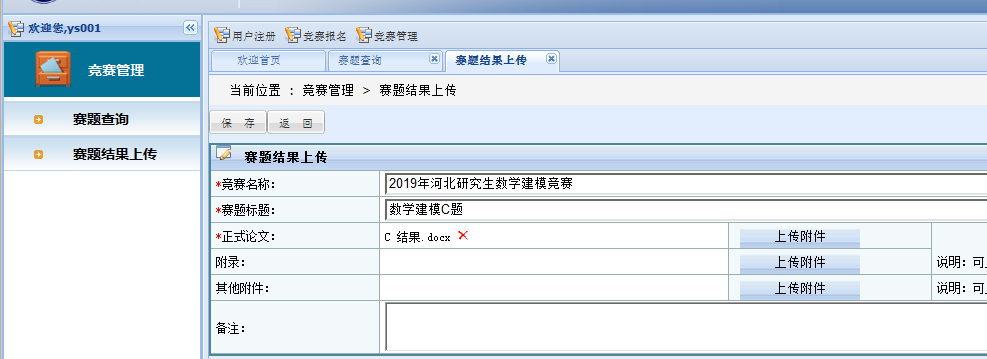 欢迎您,ys001
用户注册 竞赛报名 竞赛管理
欢迎首页 赛题查询 赛题结果上传
竞赛管理
当前位置 : 竞赛管理 > 赛题结果上传
赛题查询
保 存 返 回
赛题结果上传
赛题结果上传
*竞赛名称: 2019年河北研究生数学建模竞赛
*赛题标题: 数学建模C题
*正式论文: C 结果.docx 上传附件
附录: 上传附件 说明: 可
其他附件: 上传附件 说明: 可
备注: